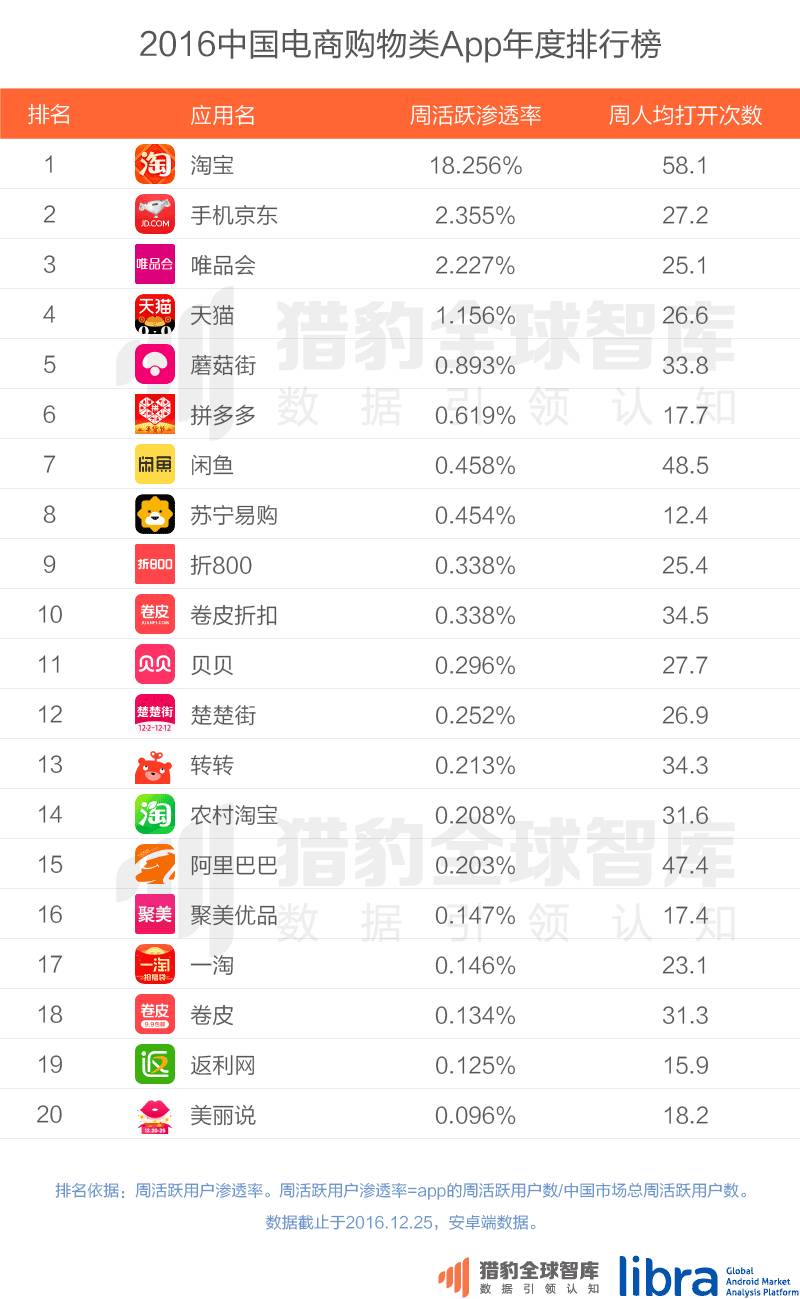 2016中国电商购物类App年度排行榜
排名 应用名 周活跃渗透率 周人均打开次数
1 淘 淘宝 18.256% 58.1
2 JD.COM 手机京东 2.355% 27.2
3 唯品会 唯品会 2.227% 25.1
4 天猫 天猫 1.156% 26.6
猎豹全球智库
5 蘑菇街 0.893% 33.8
数据引领认知
6 拼多多 0.619% 17.7
7 闲鱼 闲鱼 0.458% 48.5
8 苏宁易购 0.454% 12.4
9 折800 折800 0.338% 25.4
10 卷皮 JUANPI.COM 卷皮折扣 0.338% 34.5
11 贝贝 贝贝 0.296% 27.7
12 楚楚街 12·2-12·12 楚楚街 0.252% 26.9
13 转转 0.213% 34.3
14 淘 农村淘宝 0.208% 31.6
猎豹全球智库
15 阿里巴巴 0.203% 47.4
16 聚美 聚美优品 0.147% 17.4
数据引领认知
17 一淘 抢福袋 一淘 0.146% 23.1
18 卷皮 9.9包邮 卷皮 0.134% 31.3
19 返 返利网 0.125% 15.9
20 12.20-25 美丽说 0.096% 18.2
排名依据：周活跃用户渗透率。周活跃用户渗透率=app的周活跃用户数/中国市场总周活跃用户数。
数据截止于2016.12.25，安卓端数据。
猎豹全球智库
数据引领认知
libra
Global
Android Market
Analysis Platform